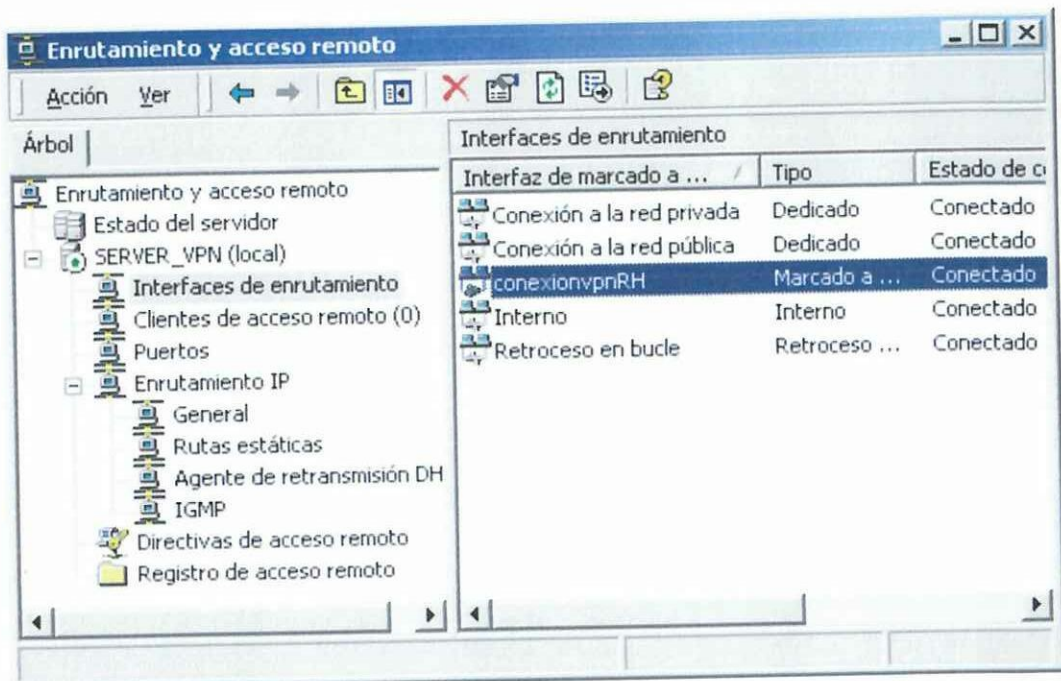 Enrutamiento y acceso remoto
Acción Ver
Árbol
Enrutamiento y acceso remoto
Estado del servidor
SERVER_VPN (local)
Interfaces de enrutamiento
Clientes de acceso remoto (0)
Puertos
Enrutamiento IP
General
Rutas estáticas
Agente de retransmisión DH
IGMP
Directivas de acceso remoto
Registro de acceso remoto
Interfaces de enrutamiento
Interfaz de marcado a ... Tipo Estado de c
Conexión a la red privada Dedicado Conectado
Conexión a la red pública Dedicado Conectado
conexionvpnRH Marcado a ... Conectado
Interno Interno Conectado
Retroceso en bucle Retroceso ... Conectado